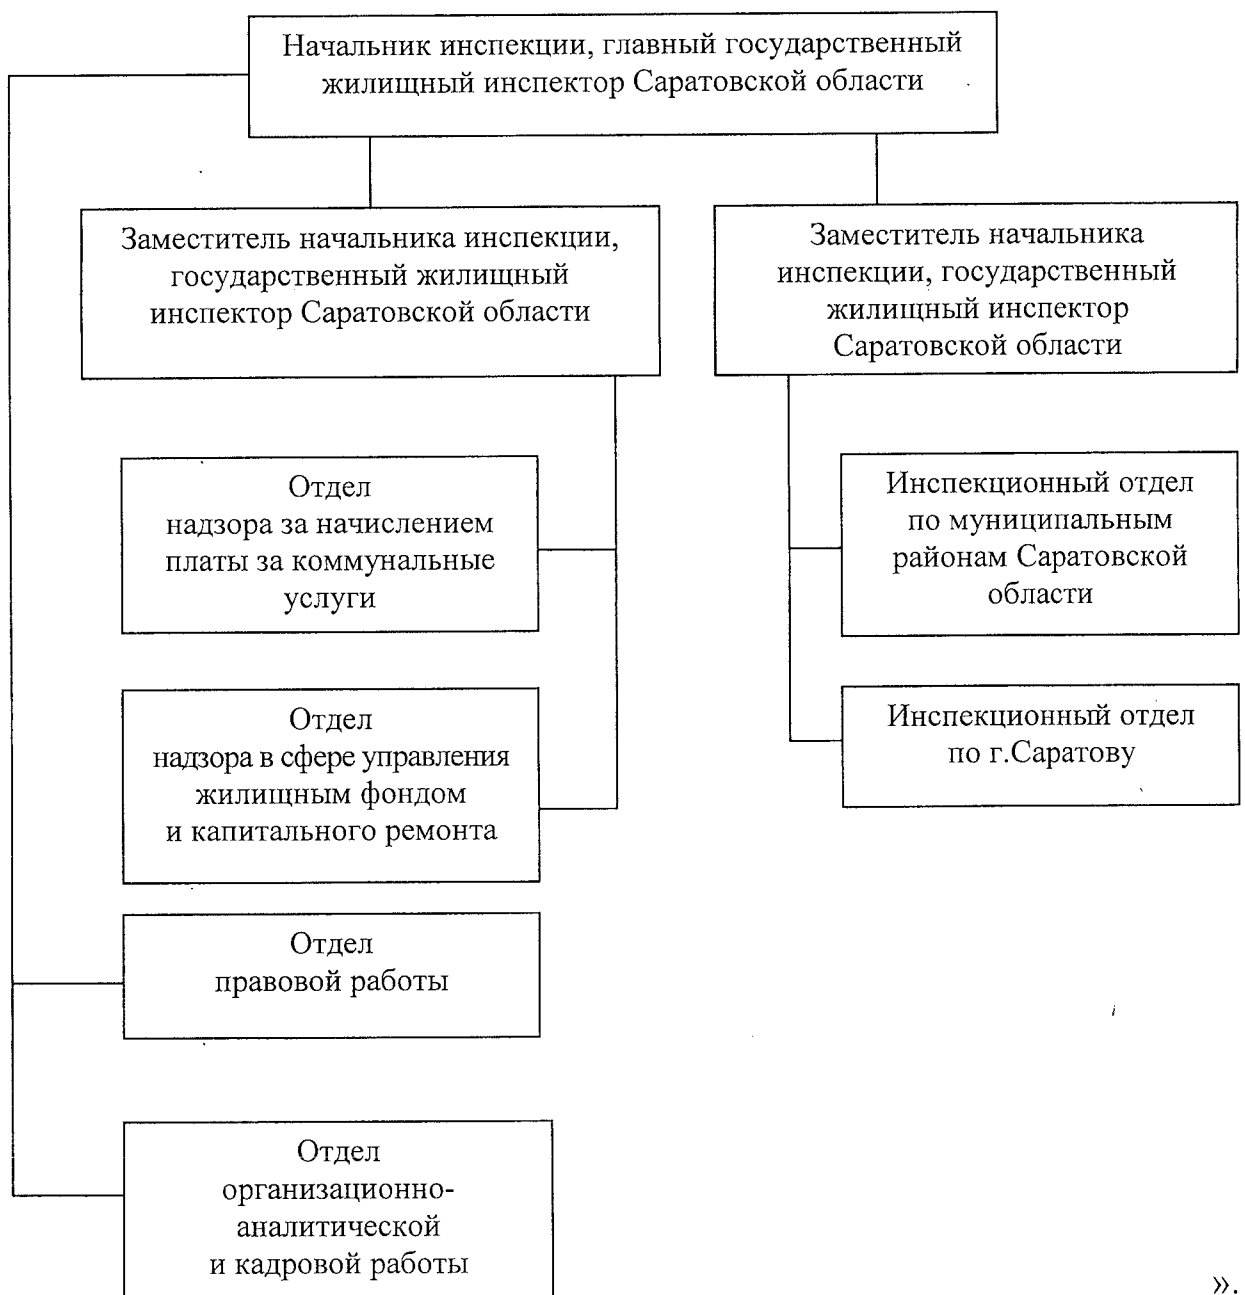 Начальник инспекции, главный государственный
жилищный инспектор Саратовской области
Заместитель начальника инспекции,
государственный жилищный
инспектор Саратовской области
Заместитель начальника
инспекции, государственный
жилищный инспектор
Саратовской области
Отдел
надзора за начислением
платы за коммунальные
услуги
Инспекционный отдел
по муниципальным
районам Саратовской
области
Отдел
надзора в сфере управления
жилищным фондом
и капитального ремонта
Инспекционный отдел
по г.Саратову
Отдел
правовой работы
Отдел
организационно-
аналитической
и кадровой работы
».